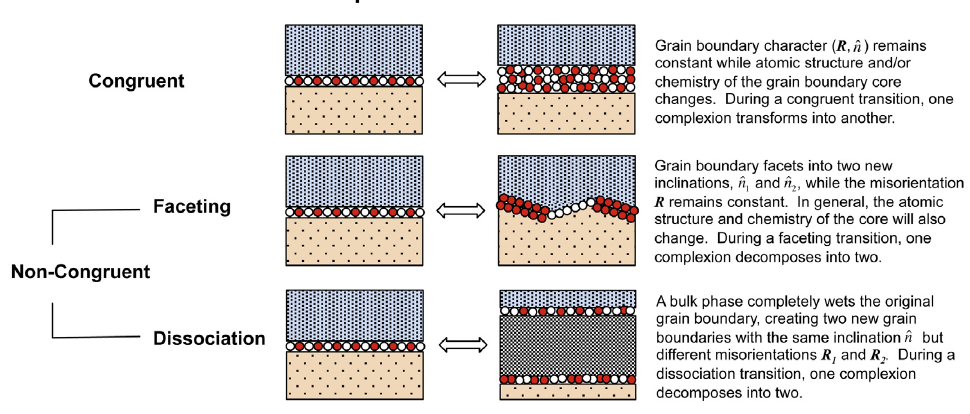 Congruent
Grain boundary character (R, n̂) remains
constant while atomic structure and/or
chemistry of the grain boundary core
changes. During a congruent transition, one
complexion transforms into another.
Faceting
Grain boundary facets into two new
inclinations, n̂₁ and n̂₂, while the misorientation
R remains constant. In general, the atomic
structure and chemistry of the core will also
change. During a faceting transition, one
complexion decomposes into two.
Non-Congruent
Dissociation
A bulk phase completely wets the original
grain boundary, creating two new grain
boundaries with the same inclination n̂ but
different misorientations R₁ and R₂. During a
dissociation transition, one complexion
decomposes into two.